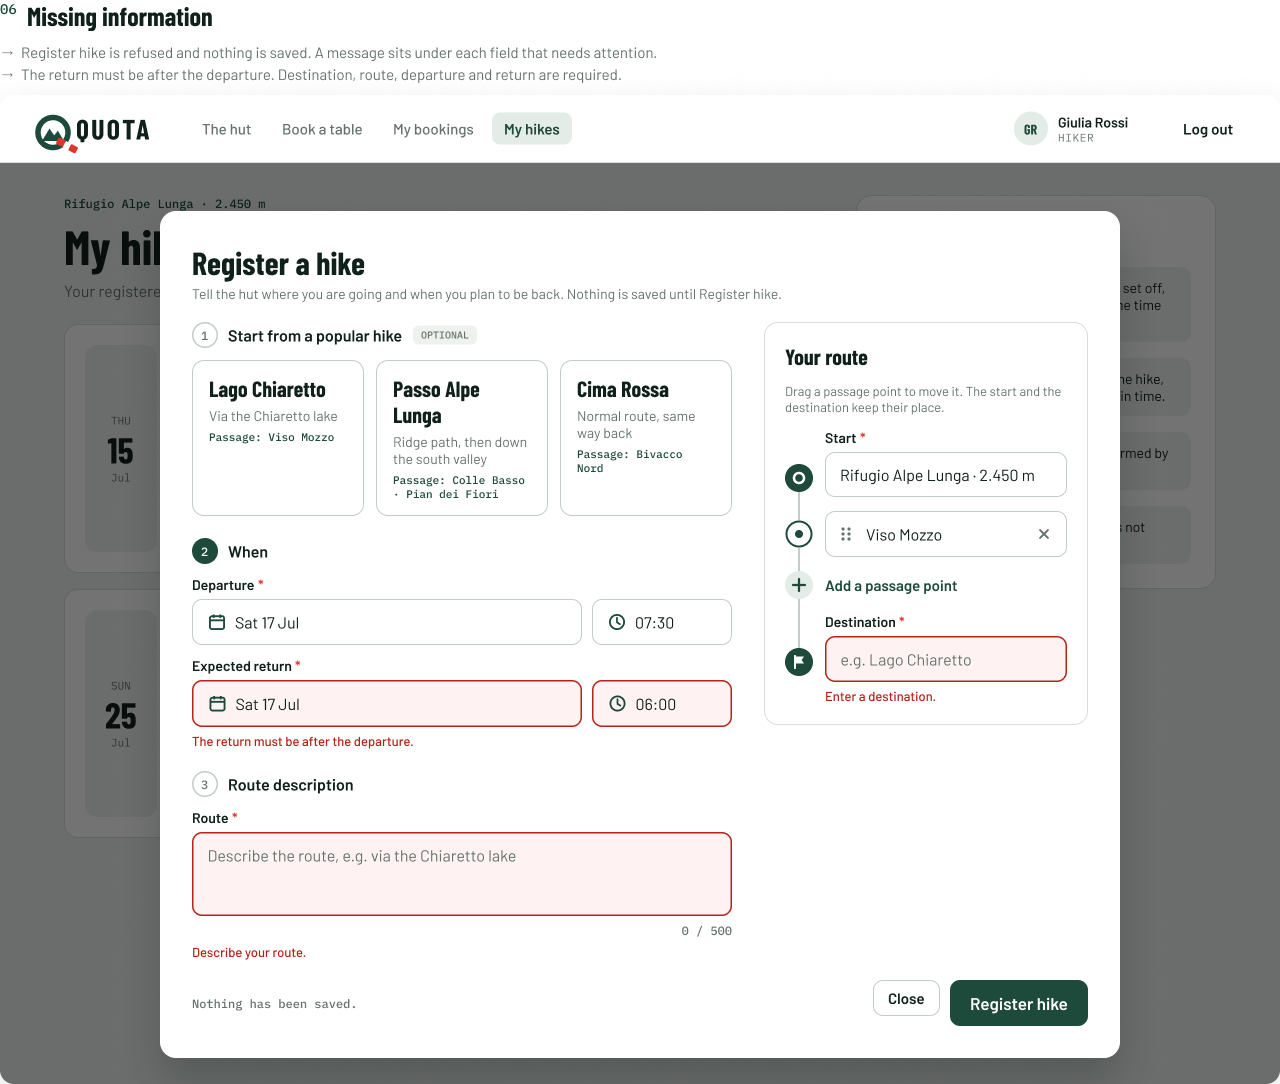 06 Missing information
→ Register hike is refused and nothing is saved. A message sits under each field that needs attention.
→ The return must be after the departure. Destination, route, departure and return are required.
QUOTA
The hut
Book a table
My bookings
My hikes
GR
Giulia Rossi
HIKER
Log out
Rifugio Alpe Lunga · 2.450 m
My hi
Your registere
THU
15
Jul
SUN
25
Jul
set off,
e time
e hike,
in time.
rmed by
s not
Register a hike
Tell the hut where you are going and when you plan to be back. Nothing is saved until Register hike.
1 Start from a popular hike OPTIONAL
Lago Chiaretto
Via the Chiaretto lake
Passage: Viso Mozzo
Passo Alpe
Lunga
Ridge path, then down
the south valley
Passage: Colle Basso
· Pian dei Fiori
Cima Rossa
Normal route, same
way back
Passage: Bivacco
Nord
2 When
Departure *
Sat 17 Jul
07:30
Expected return *
Sat 17 Jul
06:00
The return must be after the departure.
3 Route description
Route *
Describe the route, e.g. via the Chiaretto lake
0 / 500
Describe your route.
Your route
Drag a passage point to move it. The start and the
destination keep their place.
Start *
Rifugio Alpe Lunga · 2.450 m
Viso Mozzo
Add a passage point
Destination *
e.g. Lago Chiaretto
Enter a destination.
Nothing has been saved.
Close
Register hike